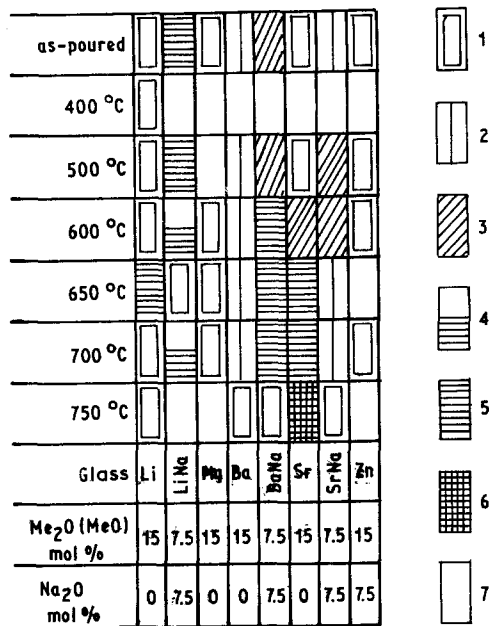 as-poured
400 °C
500 °C
600 °C
650 °C
700 °C
750 °C
Glass Li LiNa Mg Ba BaNa Sr SrNa Zn
Me₂O (MeO) mol % 15 7.5 15 15 7.5 15 7.5 15
Na₂O mol % 0 7.5 0 0 7.5 0 7.5 7.5
1
2
3
4
5
6
7